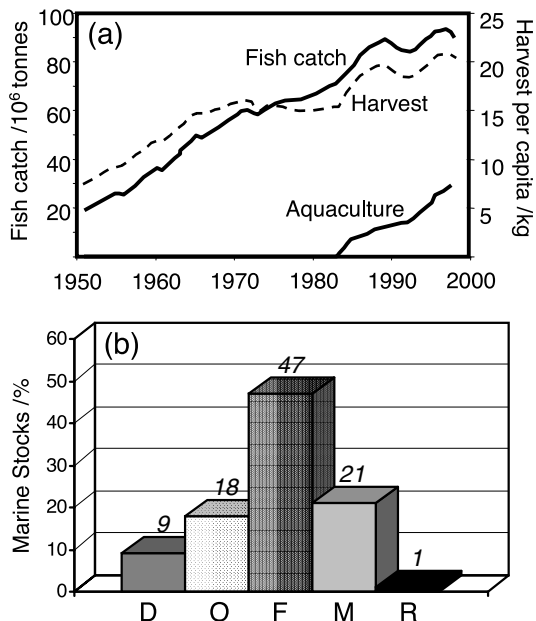 (a)
Fish catch /10⁶ tonnes
100
80
60
40
20
Fish catch
Harvest
Aquaculture
25
20
15
10
5
Harvest per capita /kg
1950 1960 1970 1980 1990 2000
(b)
Marine Stocks /%
60
50
40
30
20
10
0
9
18
47
21
1
D O F M R